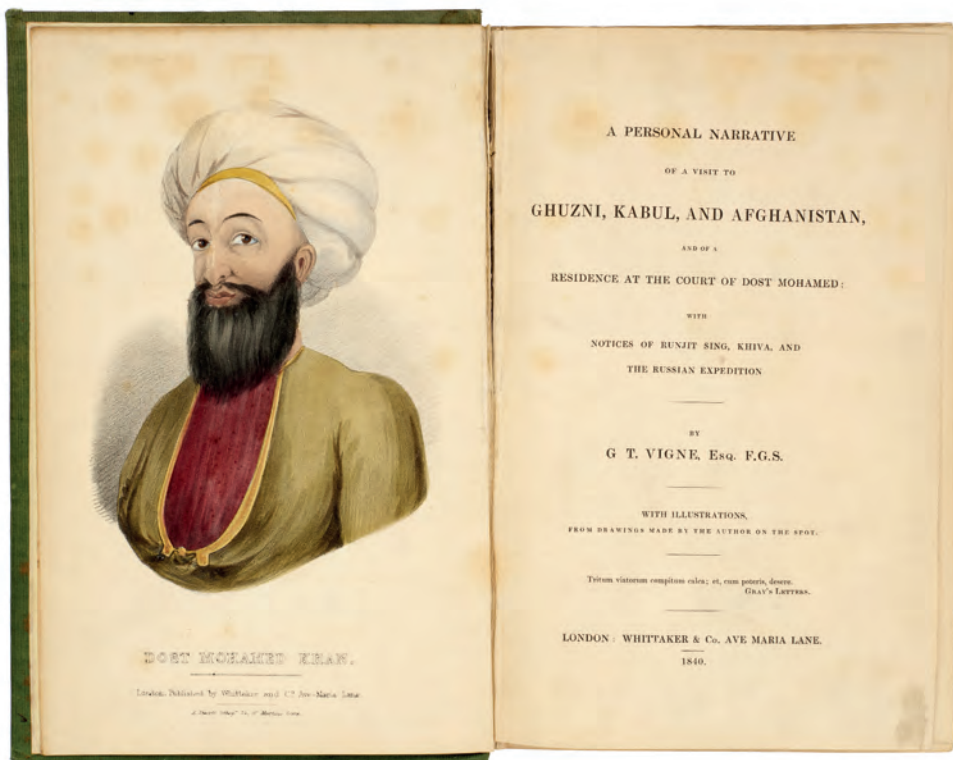 DOST MOHAMED KHAN.
London, Published by Whittaker and Co. Ave-Maria Lane
A PERSONAL NARRATIVE
OF A VISIT TO
GHUZNI, KABUL, AND AFGHANISTAN,
AND OF A
RESIDENCE AT THE COURT OF DOST MOHAMED:
WITH
NOTICES OF RUNJIT SING, KHIVA, AND
THE RUSSIAN EXPEDITION
BY
G T. VIGNE, Esq. F.G.S.
WITH ILLUSTRATIONS,
FROM DRAWINGS MADE BY THE AUTHOR ON THE SPOT.
Tritum viatorum compitum calca; et, cum poteris, desere.
Gray's Letters.
LONDON: WHITTAKER & Co. AVE MARIA LANE.
1840.